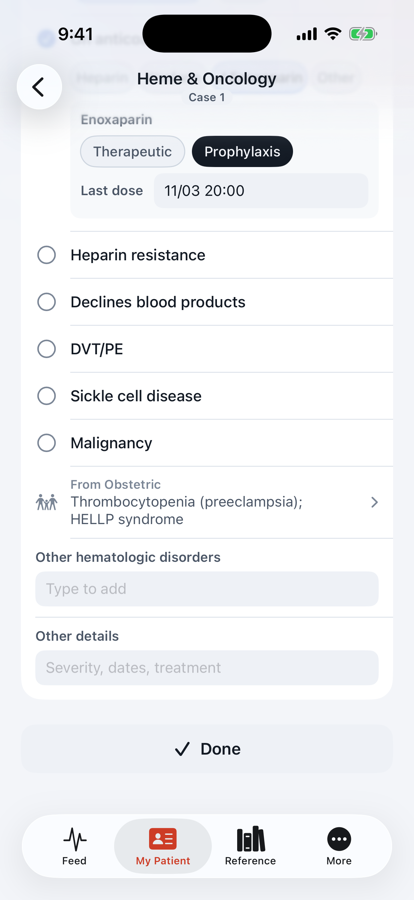 9:41
Heme & Oncology
Case 1
Enoxaparin
Therapeutic
Prophylaxis
Last dose
11/03 20:00
Heparin resistance
Declines blood products
DVT/PE
Sickle cell disease
Malignancy
From Obstetric
Thrombocytopenia (preeclampsia);
HELLP syndrome
Other hematologic disorders
Type to add
Other details
Severity, dates, treatment
Done
Feed
My Patient
Reference
More